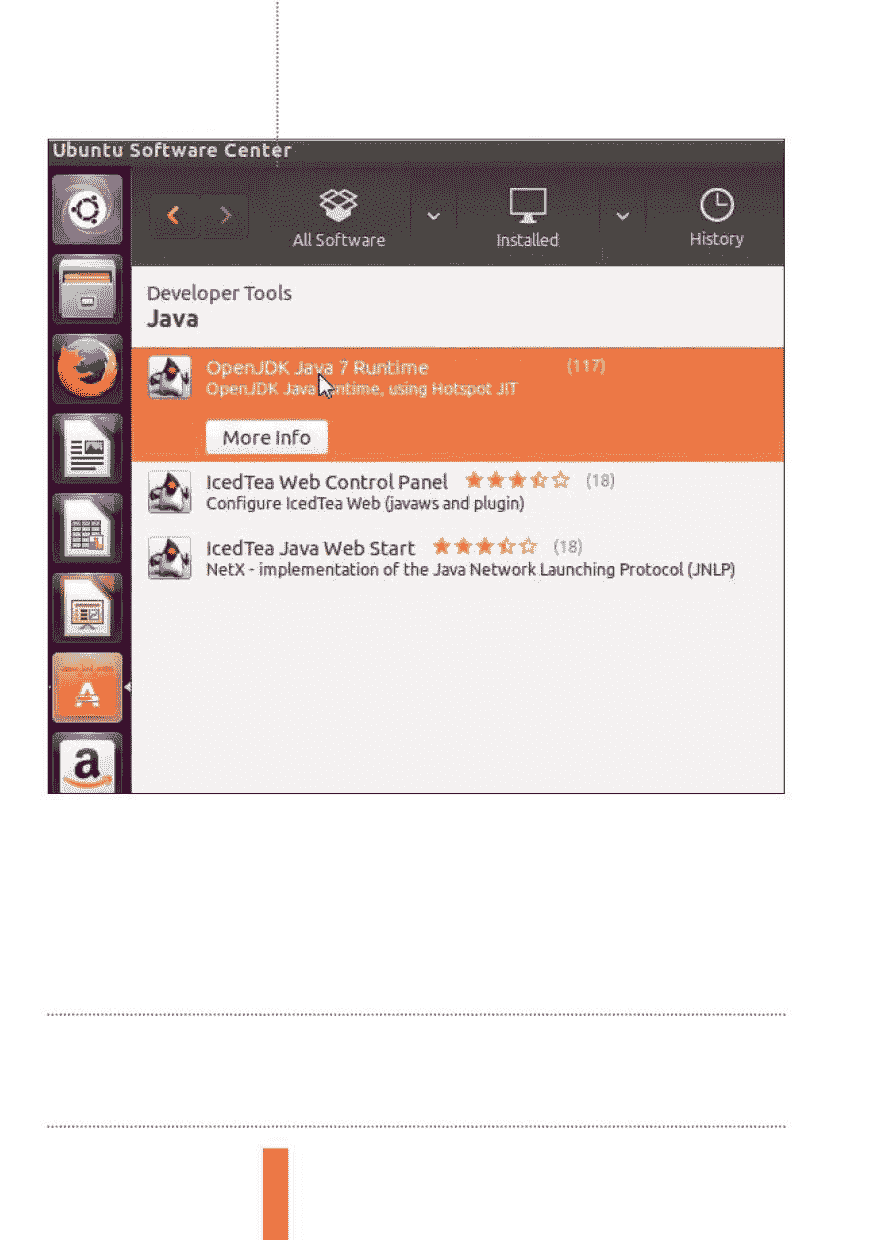 Ubuntu Software Center
All Software
Installed
History
Developer Tools
Java
OpenJDK Java 7 Runtime (117)
OpenJDK Java Runtime, using Hotspot JIT
More Info
IcedTea Web Control Panel (18)
Configure IcedTea Web (javaws and plugin)
IcedTea Java Web Start (18)
NetX - implementation of the Java Network Launching Protocol (JNLP)